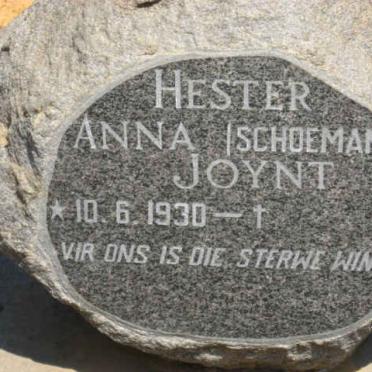 HESTER
ANNA (SCHOEMAN
JOYNT
★ 10. 6. 1930 — †
VIR ONS IS DIE STERWE WIN